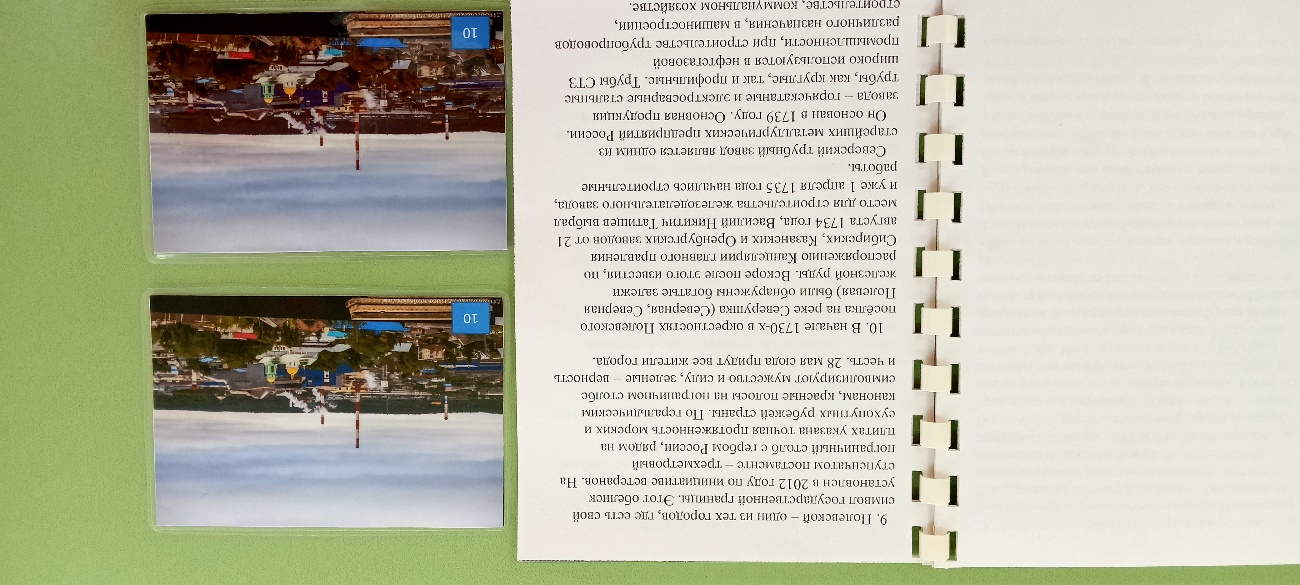 9. Полевской – один из тех городов, где есть свой
символ государственной границы. Этот обелиск
установлен в 2012 году по инициативе ветеранов. На
ступенчатом постаменте – трехметровый
пограничный столб с гербом России, рядом на
плитах указана точная протяженность морских и
сухопутных рубежей страны. По геральдическим
канонам, красные полосы на пограничном столбе
символизируют мужество и силу, зеленые – верность
и честь. 28 мая сюда придут все жители города.
10. В начале 1730-х в окрестностях Полевского
посёлка на реке Северушка (Северная, Северная
Полевая) были обнаружены богатые залежи
железной руды. Вскоре после этого известия, по
распоряжению Канцелярии главного правления
Сибирских, Казанских и Оренбургских заводов от 21
августа 1734 года, Василий Никитич Татищев выбрал
место для строительства железоделательного завода,
и уже 1 апреля 1735 года начались строительные
работы.
Северский трубный завод является одним из
старейших металлургических предприятий России.
Он основан в 1739 году. Основная продукция
завода – горячекатаные и электросварные стальные
трубы, как круглые, так и профильные. Трубы СТЗ
широко используются в нефтегазовой
промышленности, при строительстве трубопроводов
различного назначения, в машиностроении,
строительстве, коммунальном хозяйстве.
10
10